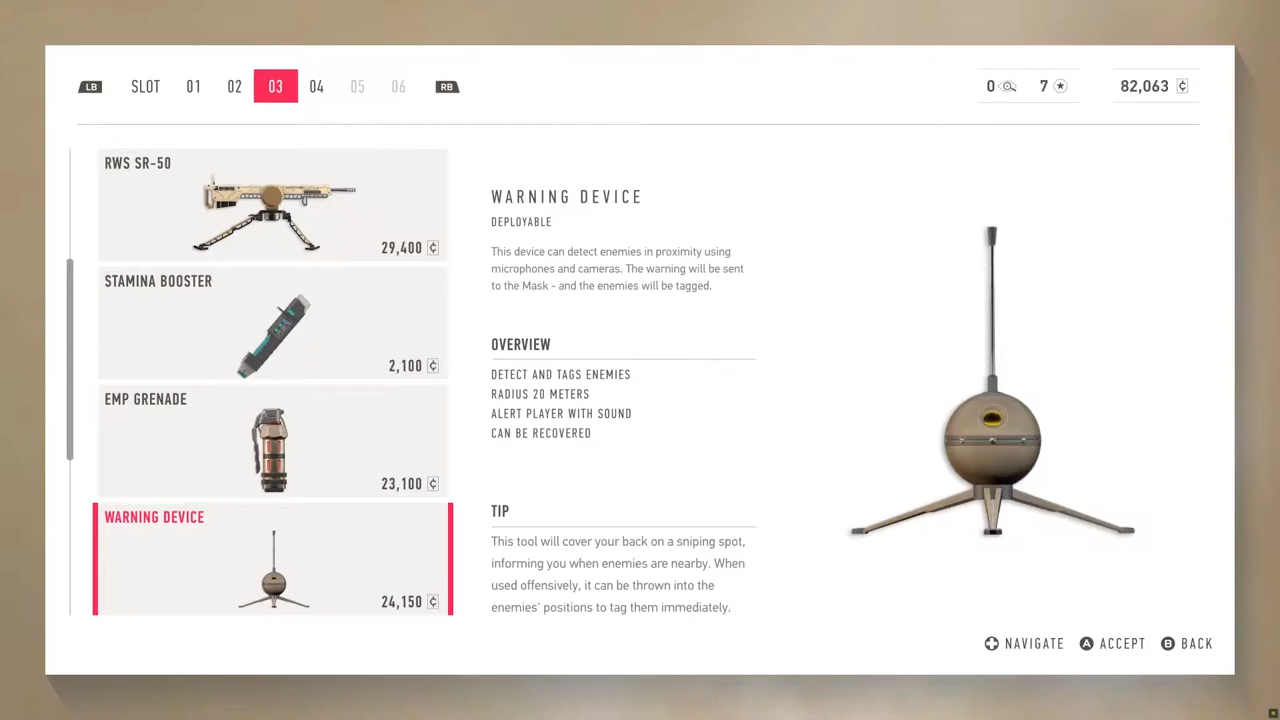 LB SLOT 01 02 03 04 05 06 RB 0 7 82,063 ₵
RWS SR-50
29,400 ₵
STAMINA BOOSTER
2,100 ₵
EMP GRENADE
23,100 ₵
WARNING DEVICE
24,150 ₵
WARNING DEVICE
DEPLOYABLE
This device can detect enemies in proximity using
microphones and cameras. The warning will be sent
to the Mask - and the enemies will be tagged.
OVERVIEW
DETECT AND TAGS ENEMIES
RADIUS 20 METERS
ALERT PLAYER WITH SOUND
CAN BE RECOVERED
TIP
This tool will cover your back on a sniping spot,
informing you when enemies are nearby. When
used offensively, it can be thrown into the
enemies' positions to tag them immediately.
NAVIGATE A ACCEPT B BACK